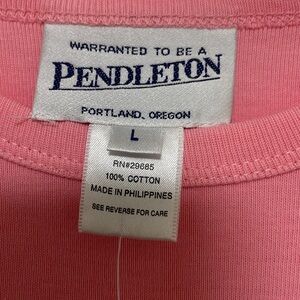 WARRANTED TO BE A
PENDLETON
PORTLAND, OREGON
L
RN#29685
100% COTTON
MADE IN PHILIPPINES
SEE REVERSE FOR CARE